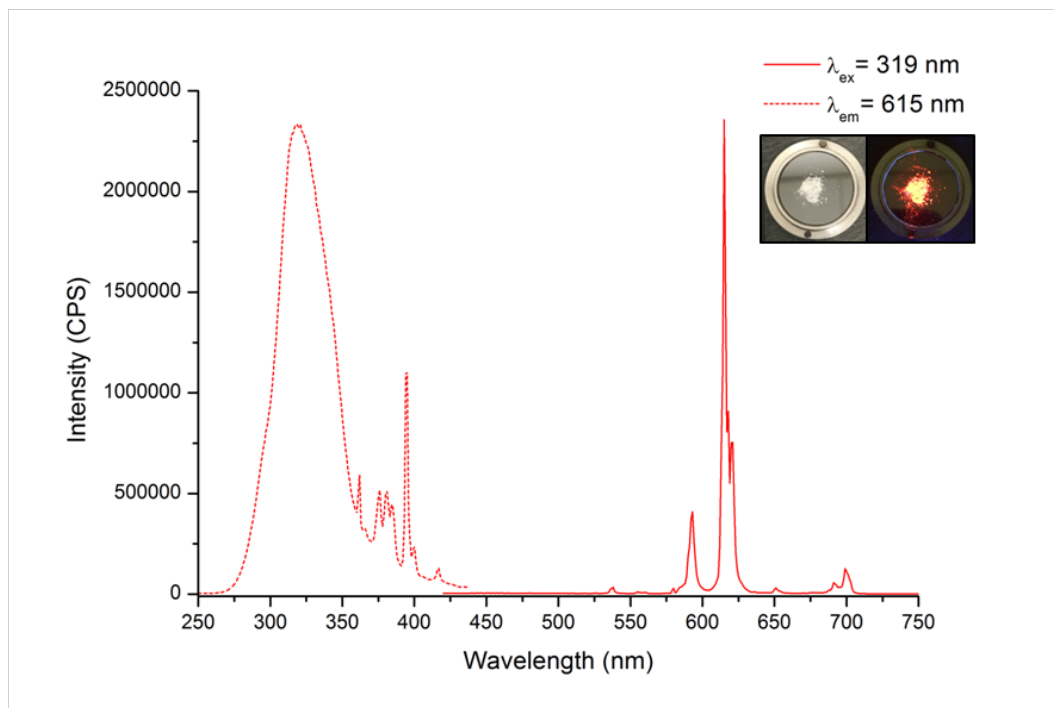 λex= 319 nm
λem= 615 nm
2500000
2000000
1500000
1000000
500000
0
Intensity (CPS)
250 300 350 400 450 500 550 600 650 700 750
Wavelength (nm)